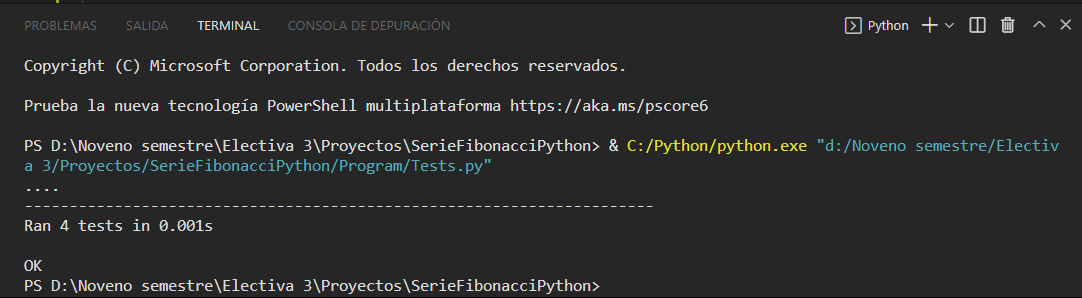 PROBLEMAS SALIDA TERMINAL CONSOLA DE DEPURACIÓN Python
Copyright (C) Microsoft Corporation. Todos los derechos reservados.
Prueba la nueva tecnología PowerShell multiplataforma https://aka.ms/pscore6
PS D:\Noveno semestre\Electiva 3\Proyectos\SerieFibonacciPython> & C:/Python/python.exe "d:/Noveno semestre/Electiv
a 3/Proyectos/SerieFibonacciPython/Program/Tests.py"
....
----------------------------------------------------------------------
Ran 4 tests in 0.001s
OK
PS D:\Noveno semestre\Electiva 3\Proyectos\SerieFibonacciPython>